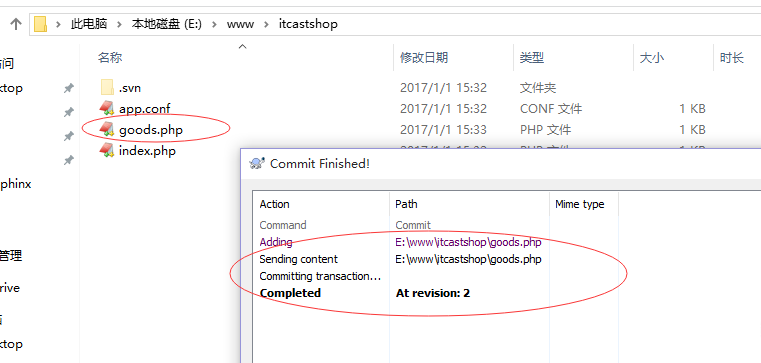 此电脑 › 本地磁盘 (E:) › www › itcastshop
名称 修改日期 类型 大小 时长
访问
ktop
phinx
管理
rive
.svn 2017/1/1 15:32 文件夹
app.conf 2017/1/1 15:32 CONF 文件 1 KB
goods.php 2017/1/1 15:33 PHP 文件 1 KB
index.php
Commit Finished!
Action Path Mime type
Command Commit
Adding E:\www\itcastshop\goods.php
Sending content E:\www\itcastshop\goods.php
Committing transaction...
Completed At revision: 2